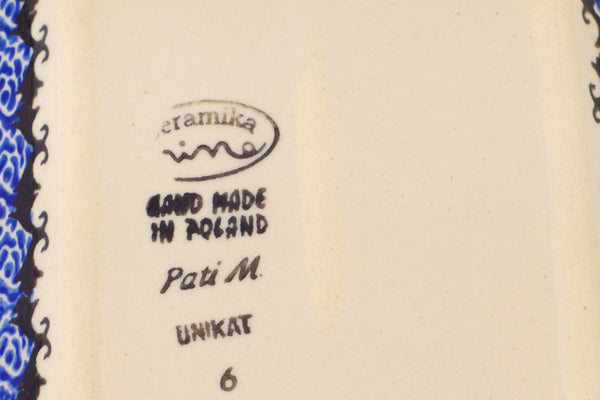 eramika
HAND MADE
IN POLAND
Pati M.
UNIKAT
6